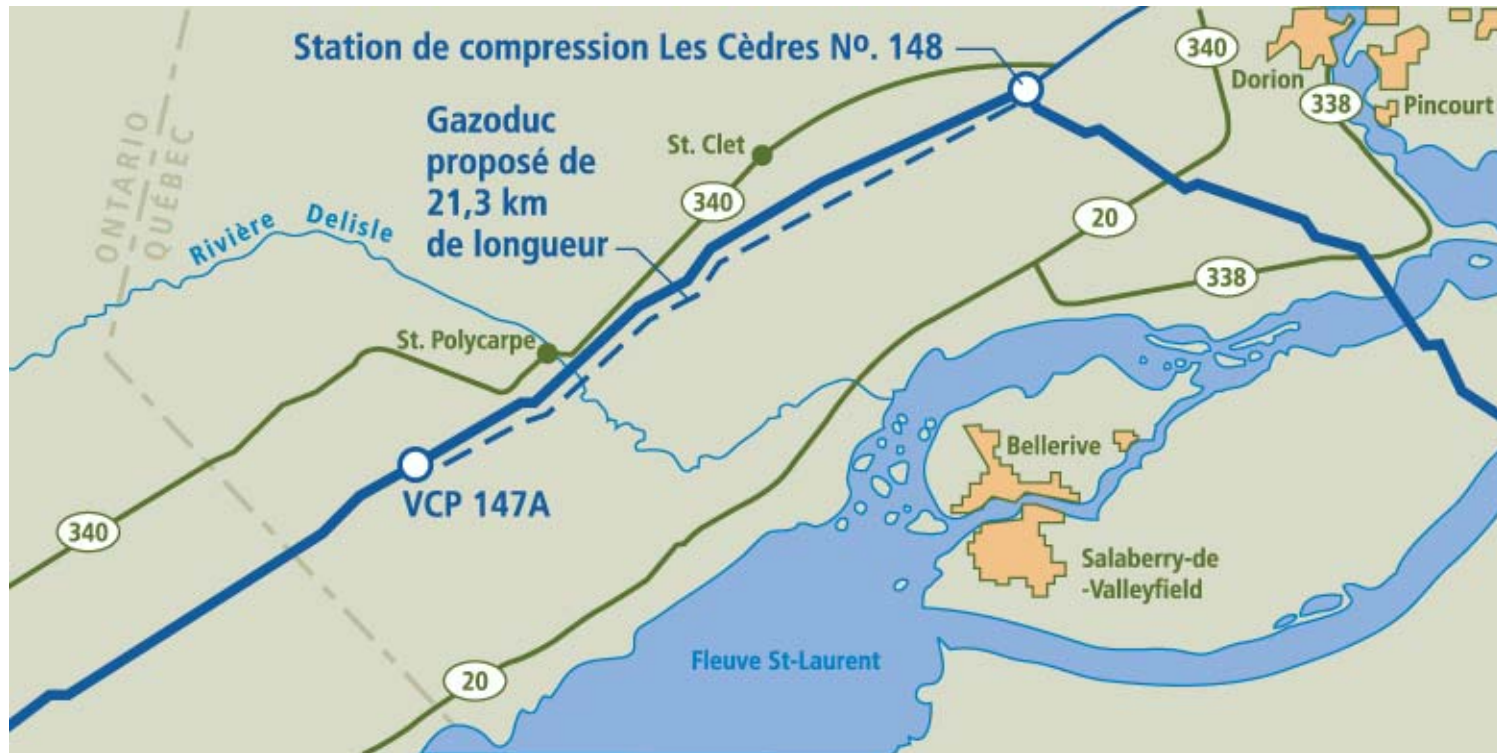 Station de compression Les Cèdres Nº. 148
340
Dorion
338
Pincourt
Gazoduc
proposé de
21,3 km
de longueur
St. Clet
340
ONTARIO
QUÉBEC
Rivière Delisle
20
338
St. Polycarpe
Bellerive
VCP 147A
340
Salaberry-de
-Valleyfield
Fleuve St-Laurent
20